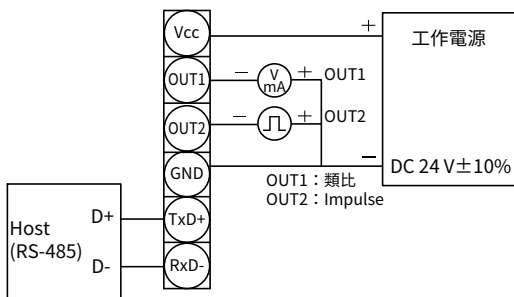 Vcc
+
工作電源
OUT1
−
V
mA
+
OUT1
OUT2
−
+
OUT2
GND
−
DC 24 V±10%
OUT1：類比
OUT2：Impulse
Host
(RS-485)
D+
TxD+
D-
RxD-